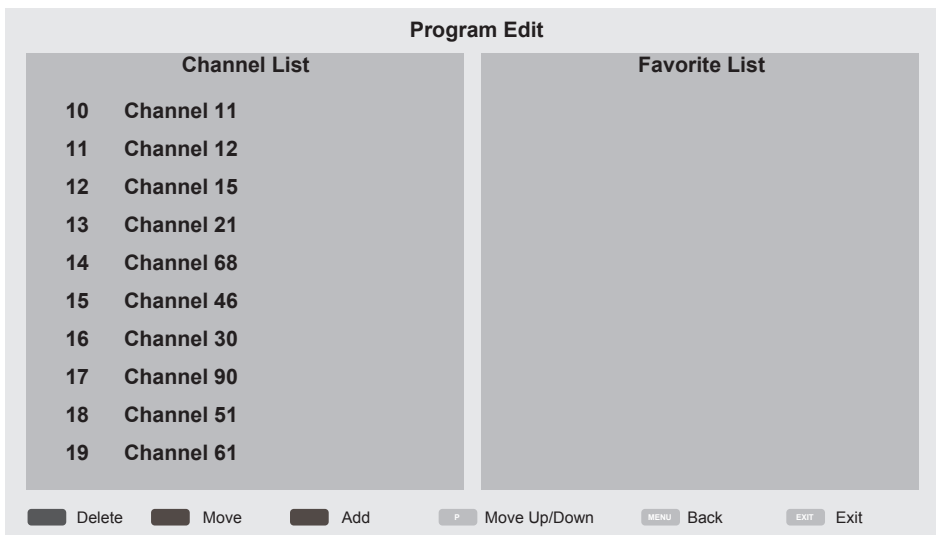 Program Edit
Channel List
10 Channel 11
11 Channel 12
12 Channel 15
13 Channel 21
14 Channel 68
15 Channel 46
16 Channel 30
17 Channel 90
18 Channel 51
19 Channel 61
Favorite List
Delete Move Add P Move Up/Down MENU Back EXIT Exit